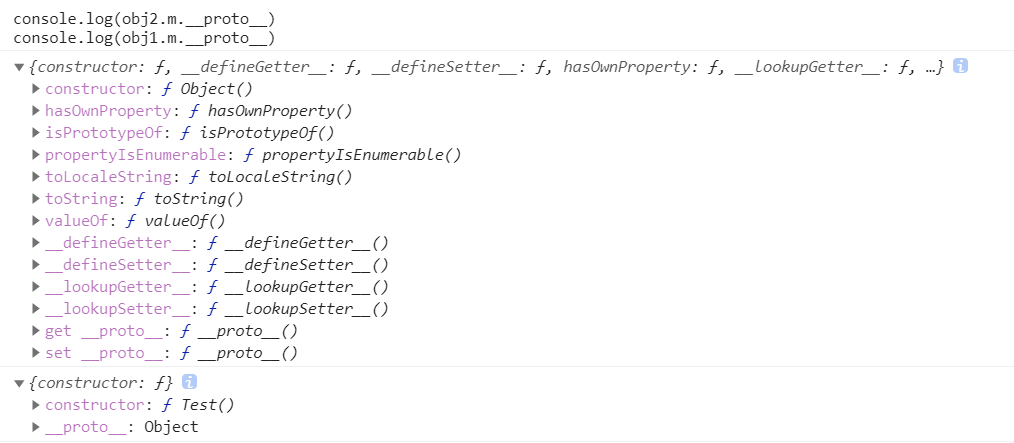 console.log(obj2.m.__proto__)
console.log(obj1.m.__proto__)
▼{constructor: ƒ, __defineGetter__: ƒ, __defineSetter__: ƒ, hasOwnProperty: ƒ, __lookupGetter__: ƒ, …} i
▶ constructor: ƒ Object()
▶ hasOwnProperty: ƒ hasOwnProperty()
▶ isPrototypeOf: ƒ isPrototypeOf()
▶ propertyIsEnumerable: ƒ propertyIsEnumerable()
▶ toLocaleString: ƒ toLocaleString()
▶ toString: ƒ toString()
▶ valueOf: ƒ valueOf()
▶ __defineGetter__: ƒ __defineGetter__()
▶ __defineSetter__: ƒ __defineSetter__()
▶ __lookupGetter__: ƒ __lookupGetter__()
▶ __lookupSetter__: ƒ __lookupSetter__()
▶ get __proto__: ƒ __proto__()
▶ set __proto__: ƒ __proto__()
▼{constructor: ƒ} i
▶ constructor: ƒ Test()
▶ __proto__: Object